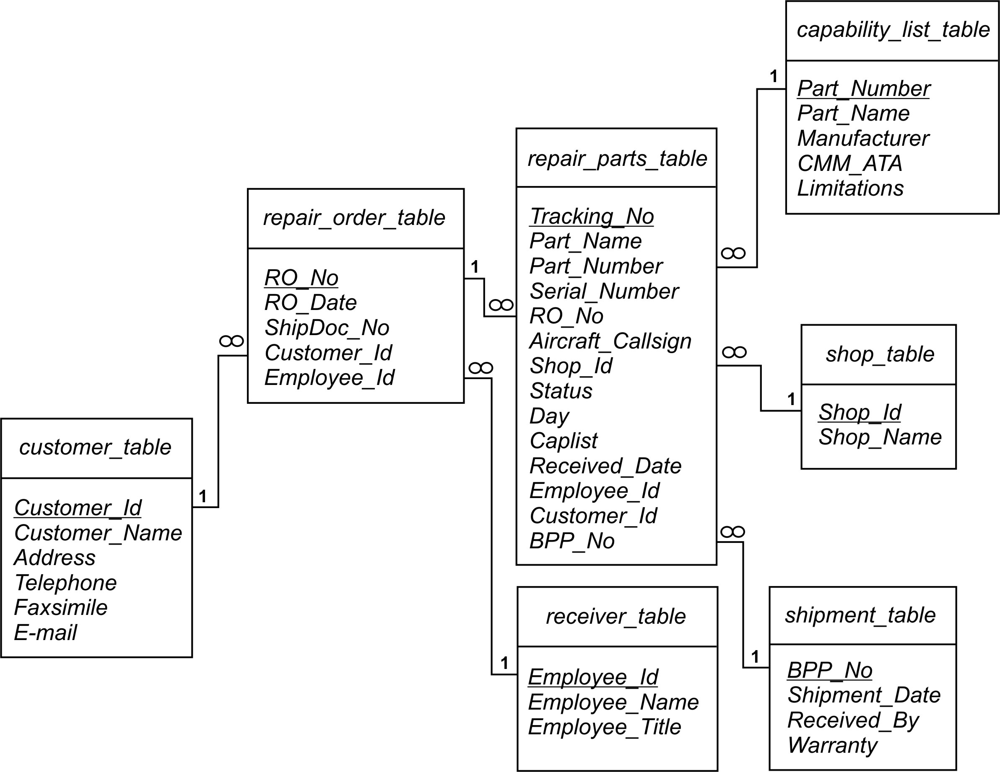 capability_list_table
Part_Number
Part_Name
Manufacturer
CMM_ATA
Limitations
1
∞
repair_parts_table
Tracking_No
Part_Name
Part_Number
Serial_Number
RO_No
Aircraft_Callsign
Shop_Id
Status
Day
Caplist
Received_Date
Employee_Id
Customer_Id
BPP_No
repair_order_table
RO_No
RO_Date
ShipDoc_No
Customer_Id
Employee_Id
1
∞
∞
∞
customer_table
Customer_Id
Customer_Name
Address
Telephone
Faxsimile
E-mail
1
shop_table
Shop_Id
Shop_Name
∞
1
receiver_table
Employee_Id
Employee_Name
Employee_Title
1
shipment_table
BPP_No
Shipment_Date
Received_By
Warranty
∞
1